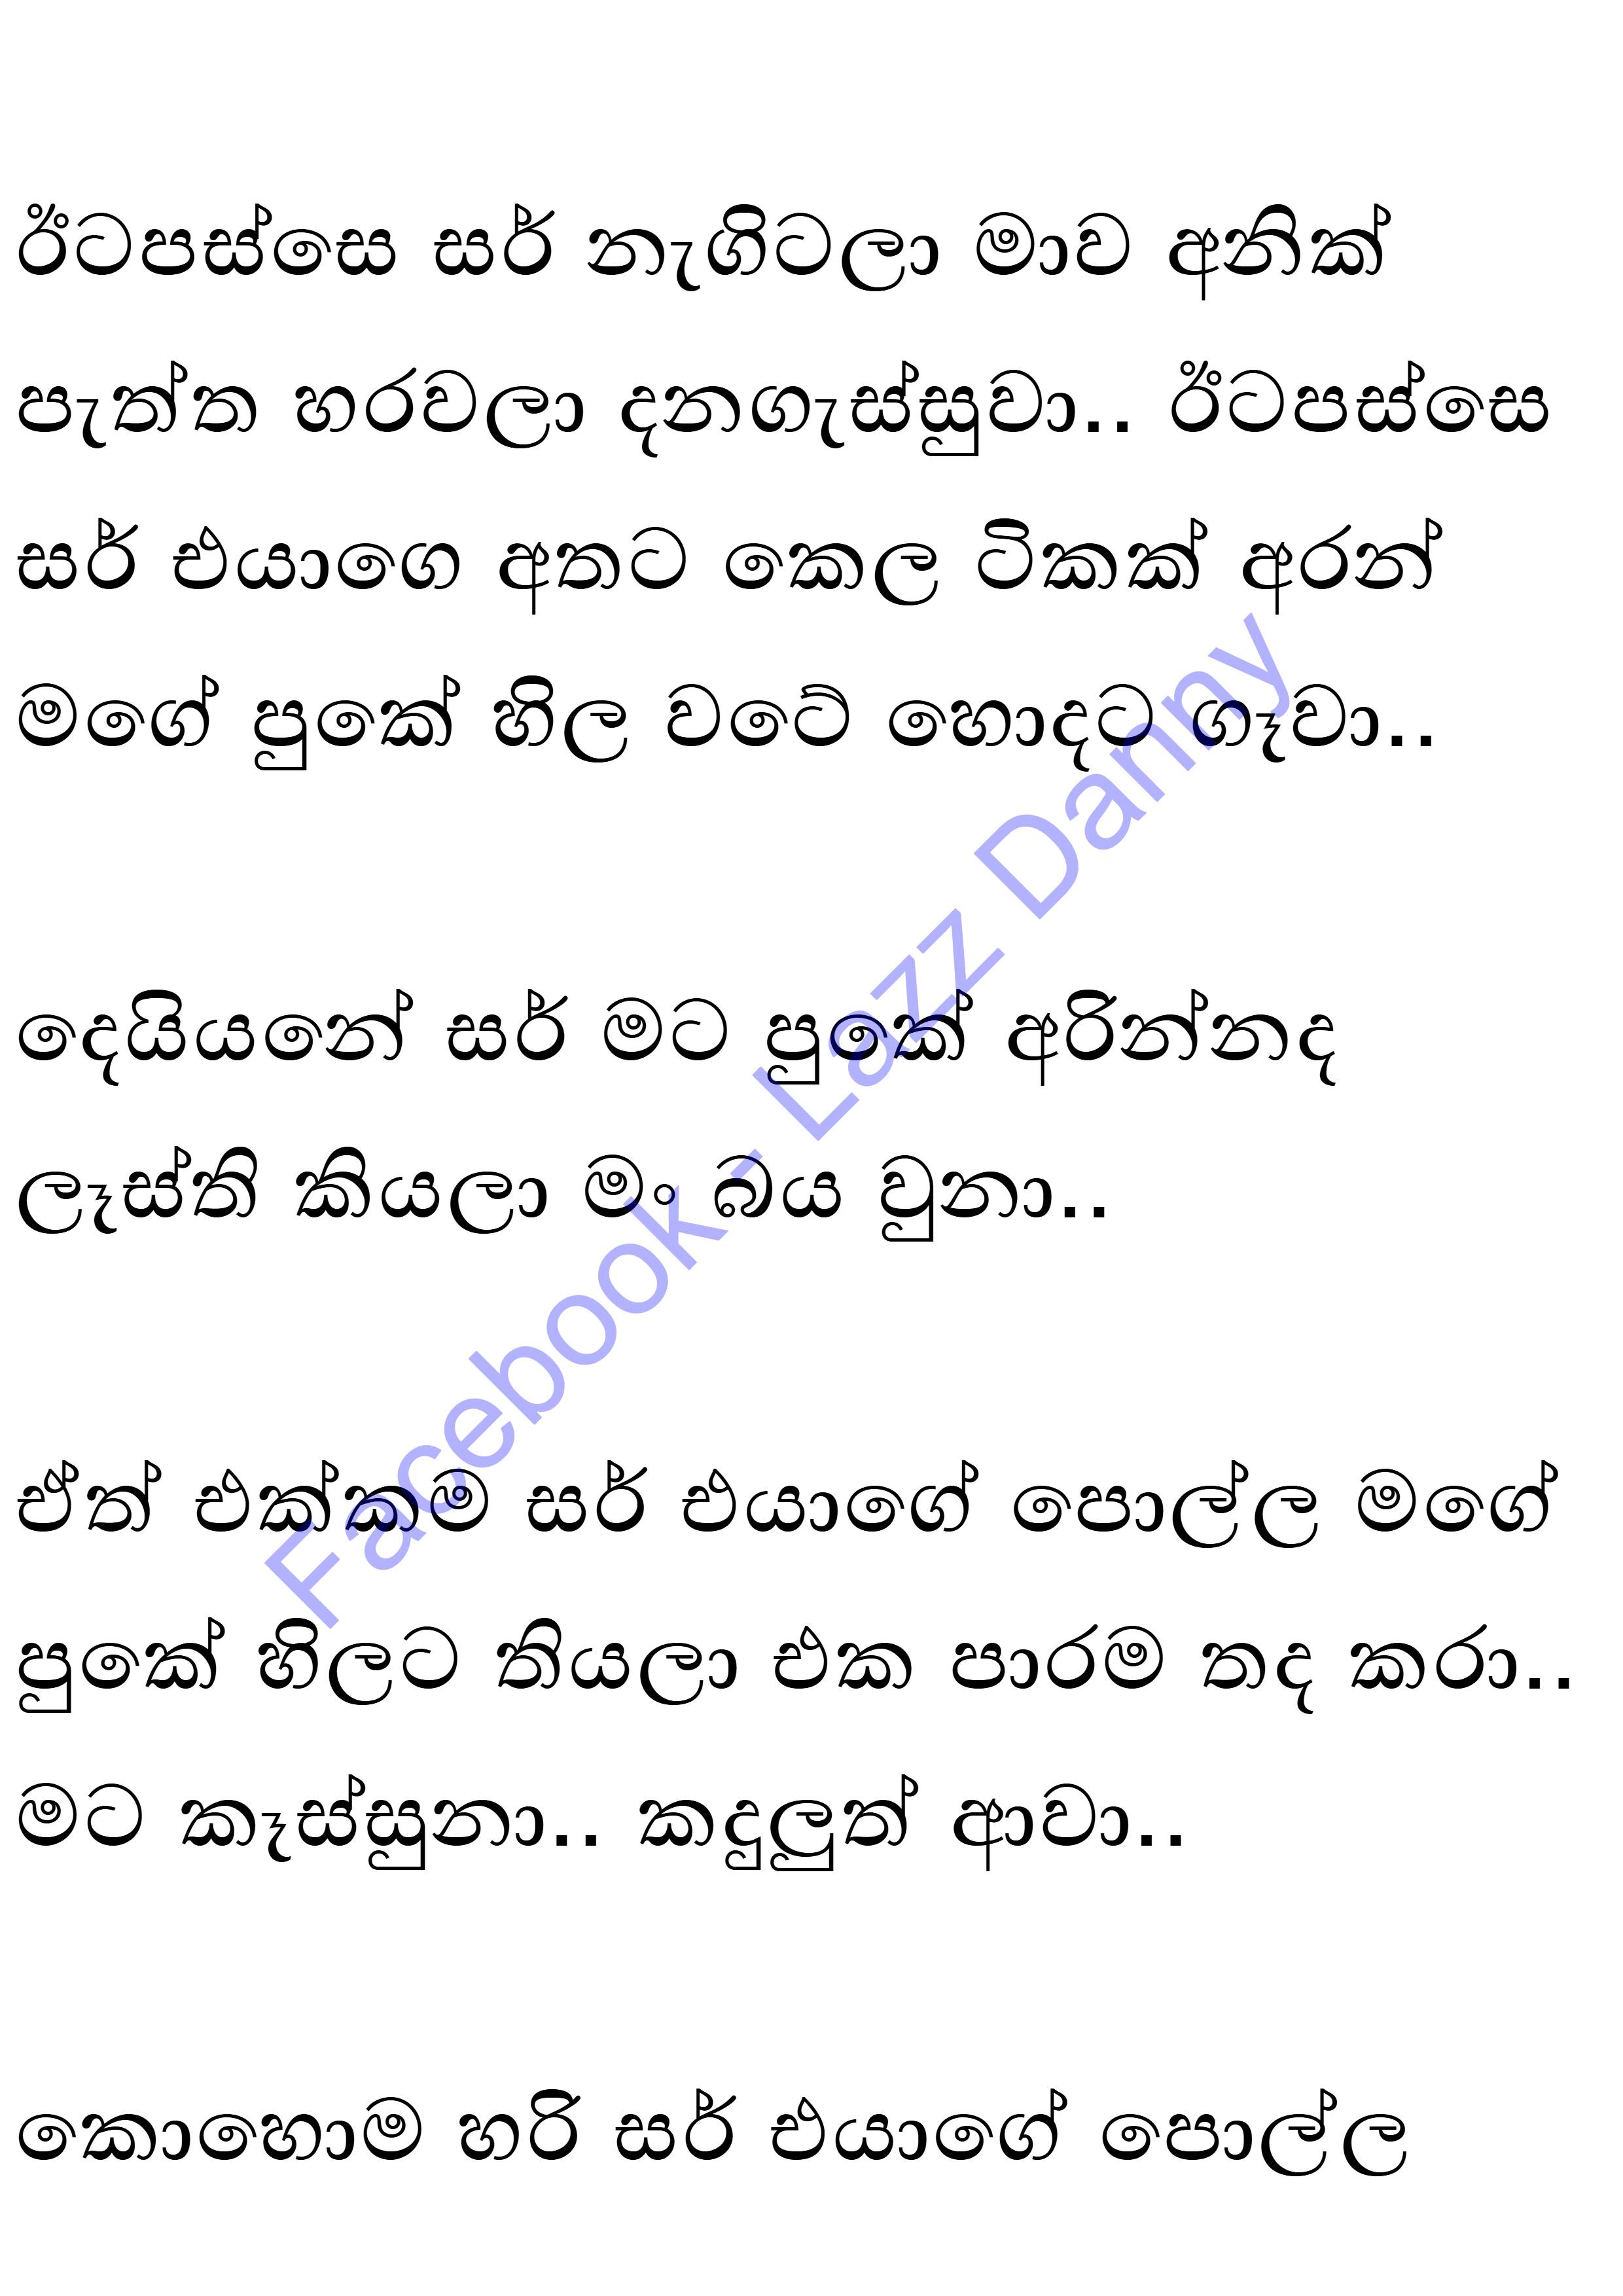 ඊටපස්සෙ සර් නැගිටලා මාව අනික්
පැත්ත හරවලා දනගැස්සුවා.. ඊටපස්සෙ
සර් එයාගෙ අතට කෙල ටිකක් අරන්
මගේ පුකේ හිල වටේ හොදට ගෑවා..
දෙයියනේ සර් මට පුකේ අරින්නද
ලෑස්ති කියලා මං බය වුනා..
ඒත් එක්කම සර් එයාගේ පොල්ල මගේ
පුකේ හිලට තියලා එක පාරම තද කරා..
මට කෑස්සුනා.. කදුලුත් ආවා..
කොහොම හරි සර් එයාගේ පොල්ල
Facebook - Lazz Danny